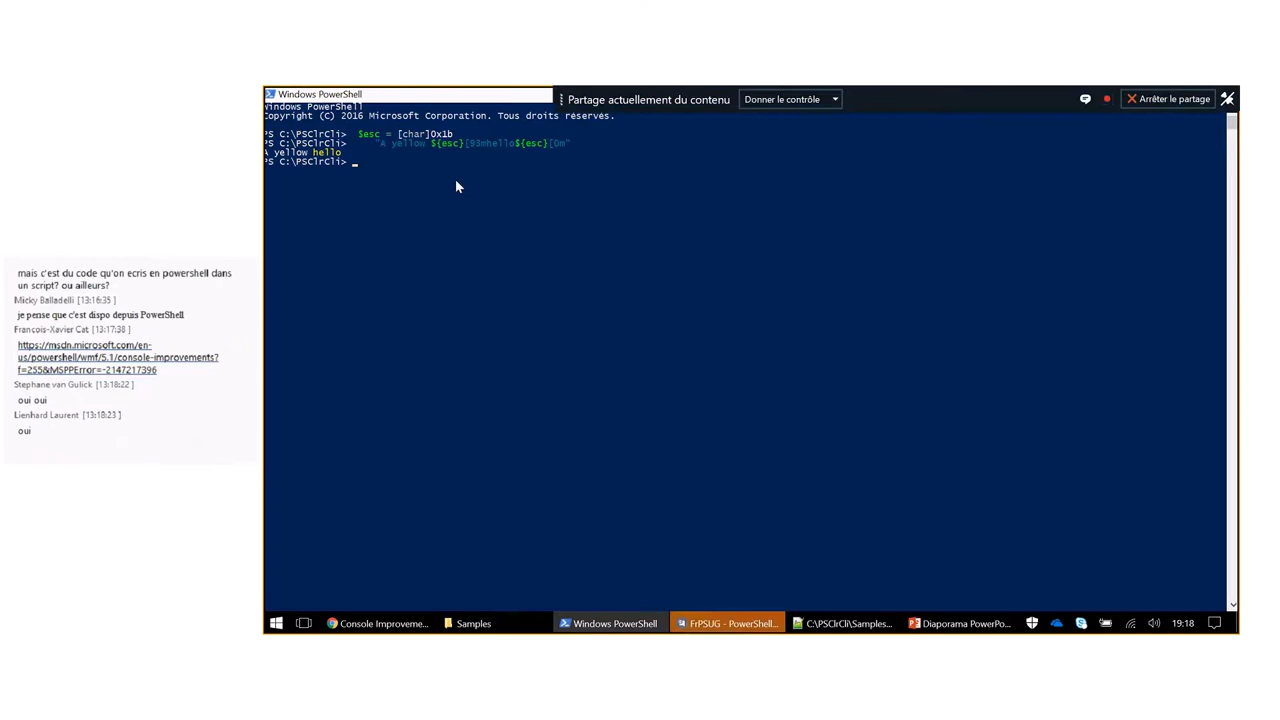 mais c'est du code qu'on ecris en powershell dans
un script? ou ailleurs?
Micky Balladelli [13:16:35 ]
je pense que c'est dispo depuis PowerShell
Francois-Xavier Cat [13:17:38 ]
https://msdn.microsoft.com/en-
us/powershell/wmf/5.1/console-improvements?
f=255&MSPPError=-2147217396
Stephane van Gulick [13:18:22 ]
oui oui
Lienhard Laurent [13:18:23 ]
oui
Windows PowerShell
Partage actuellement du contenu
Donner le contrôle
Arrêter le partage
Windows PowerShell
Copyright (C) 2016 Microsoft Corporation. Tous droits reserves.
PS C:\PSClrCli> $esc = [char]0x1b
PS C:\PSClrCli> "A yellow ${esc}[93mhello${esc}[0m"
A yellow hello
PS C:\PSClrCli>
Console Improveme...
Samples
Windows PowerShell
FrPSUG - PowerShell...
C:\PSClrCli\Samples...
Diaporama PowerPo...
19:18